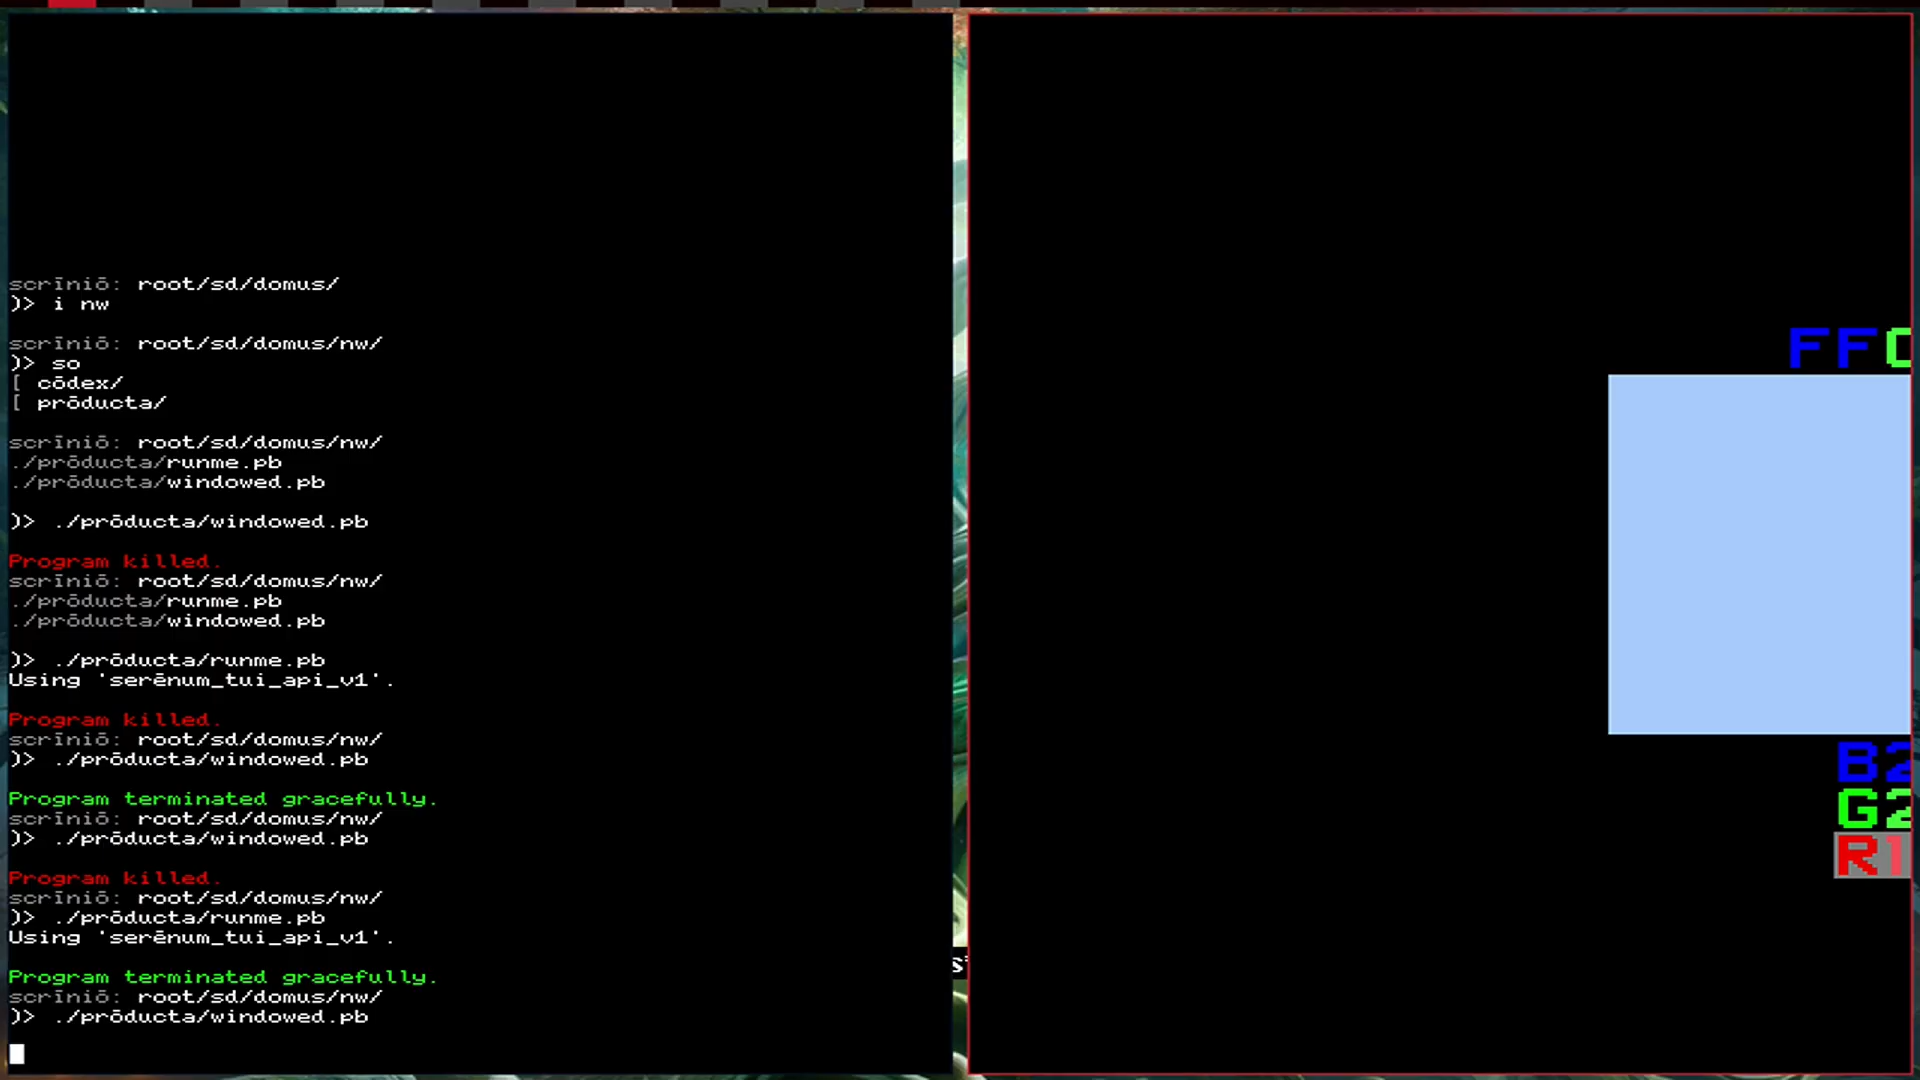 scrīniō: root/sd/domus/
)> i nw
scrīniō: root/sd/domus/nw/
)> so
[ cōdex/
[ prōducta/
scrīniō: root/sd/domus/nw/
./prōducta/runme.pb
./prōducta/windowed.pb
)> ./prōducta/windowed.pb
Program killed.
scrīniō: root/sd/domus/nw/
./prōducta/runme.pb
./prōducta/windowed.pb
)> ./prōducta/runme.pb
Using 'serēnum_tui_api_v1'.
Program killed.
scrīniō: root/sd/domus/nw/
)> ./prōducta/windowed.pb
Program terminated gracefully.
scrīniō: root/sd/domus/nw/
)> ./prōducta/windowed.pb
Program killed.
scrīniō: root/sd/domus/nw/
)> ./prōducta/runme.pb
Using 'serēnum_tui_api_v1'.
Program terminated gracefully.
scrīniō: root/sd/domus/nw/
)> ./prōducta/windowed.pb
FF
B2
G2
R1